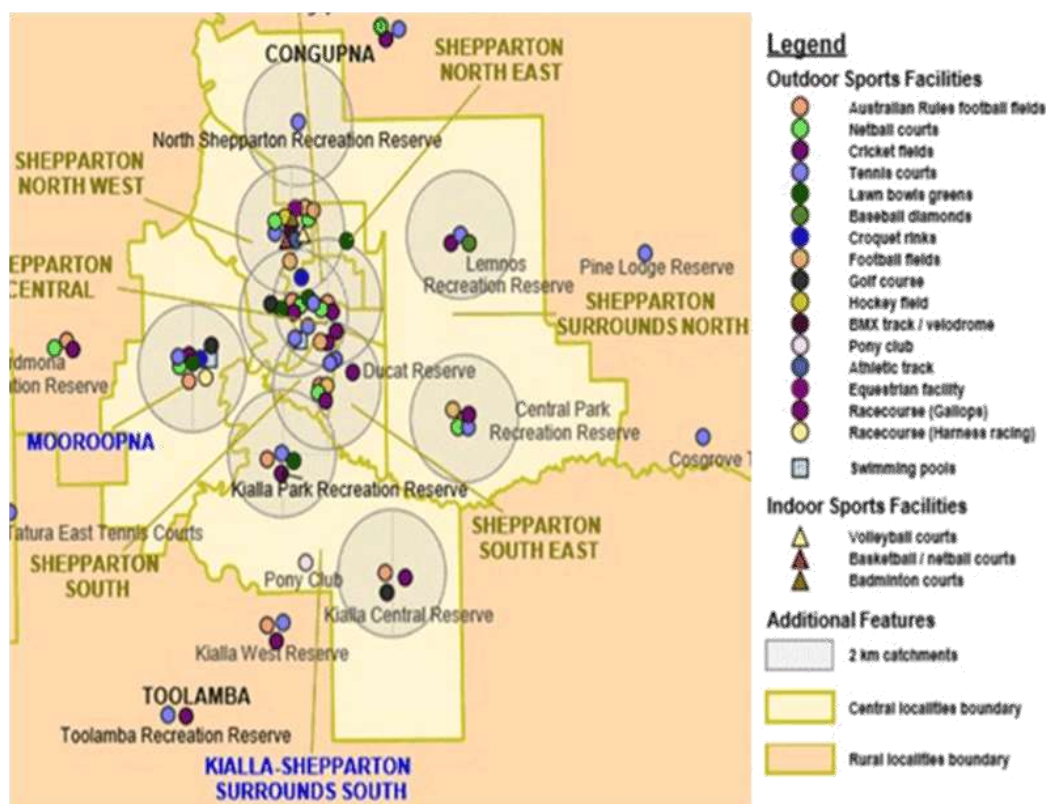 CONGUPNA
SHEPPARTON
NORTH EAST
North Shepparton Recreation Reserve
SHEPPARTON
NORTH WEST
Lemnos
Recreation Reserve
Pine Lodge Reserve
EPPARTON
CENTRAL
SHEPPARTON
SURROUNDS NORTH
rdmona
tion Reserve
Ducat Reserve
Central Park
Recreation Reserve
MOOROOPNA
Cosgrove T
Kialla Park Recreation Reserve
Tatura East Tennis Courts
SHEPPARTON
SOUTH EAST
SHEPPARTON
SOUTH
Pony Club
Kialla Central Reserve
Kialla West Reserve
TOOLAMBA
Toolamba Recreation Reserve
KIALLA-SHEPPARTON
SURROUNDS SOUTH
Legend
Outdoor Sports Facilities
Australian Rules football fields
Netball courts
Cricket fields
Tennis courts
Lawn bowls greens
Baseball diamonds
Croquet rinks
Football fields
Golf course
Hockey field
BMX track / velodrome
Pony club
Athletic track
Equestrian facility
Racecourse (Gallops)
Racecourse (Harness racing)
Swimming pools
Indoor Sports Facilities
Volleyball courts
Basketball / netball courts
Badminton courts
Additional Features
2 km catchments
Central localities boundary
Rural localities boundary